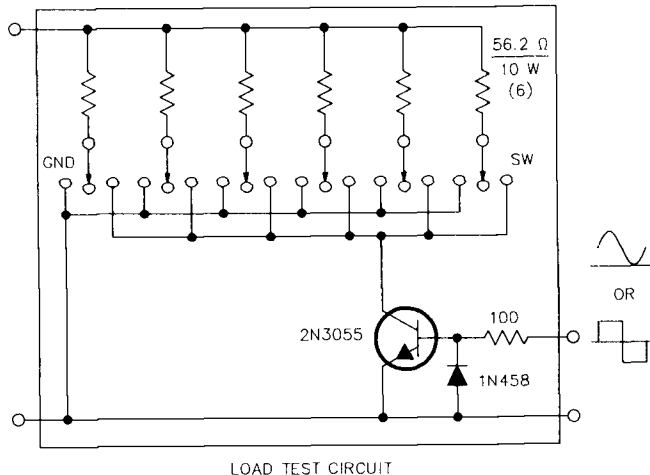 56.2 Ω
10 W
(6)
GND
SW
OR
2N3055
100
1N458
LOAD TEST CIRCUIT